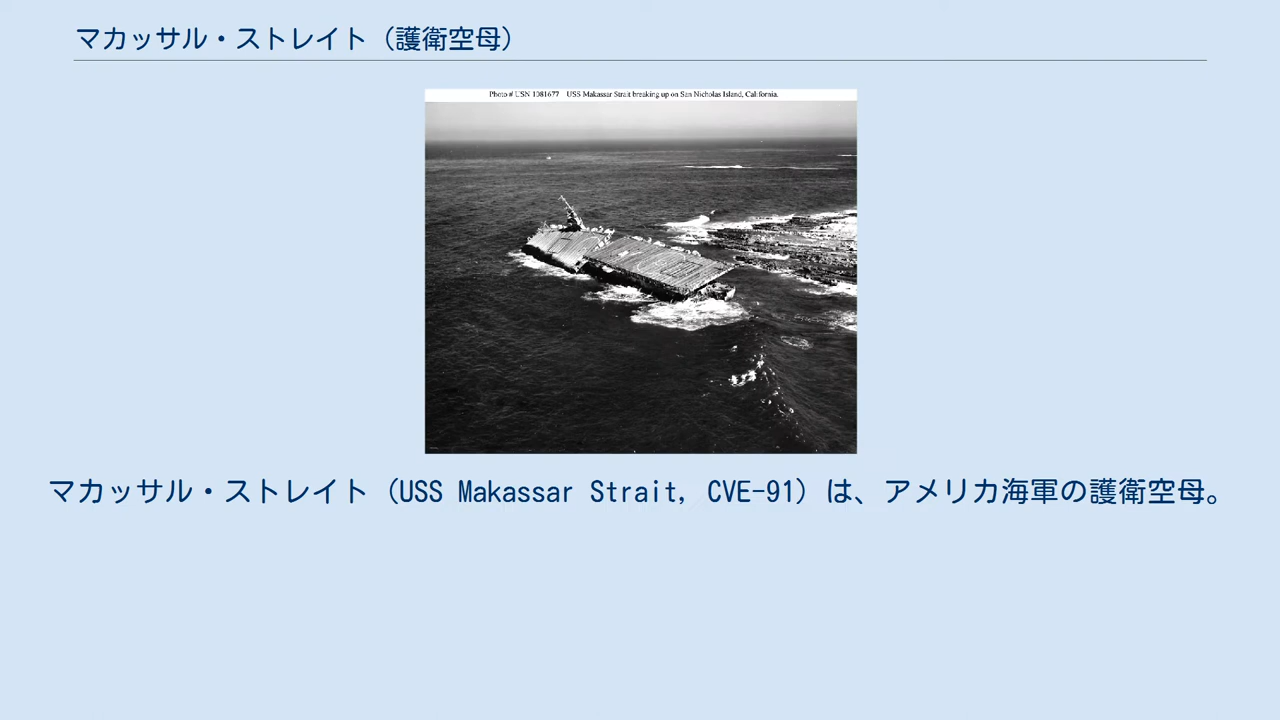 マカッサル・ストレイト（護衛空母）
Photo # USN 1081677 USS Makassar Strait breaking up on San Nicholas Island, California.
マカッサル・ストレイト（USS Makassar Strait, CVE-91）は、アメリカ海軍の護衛空母。